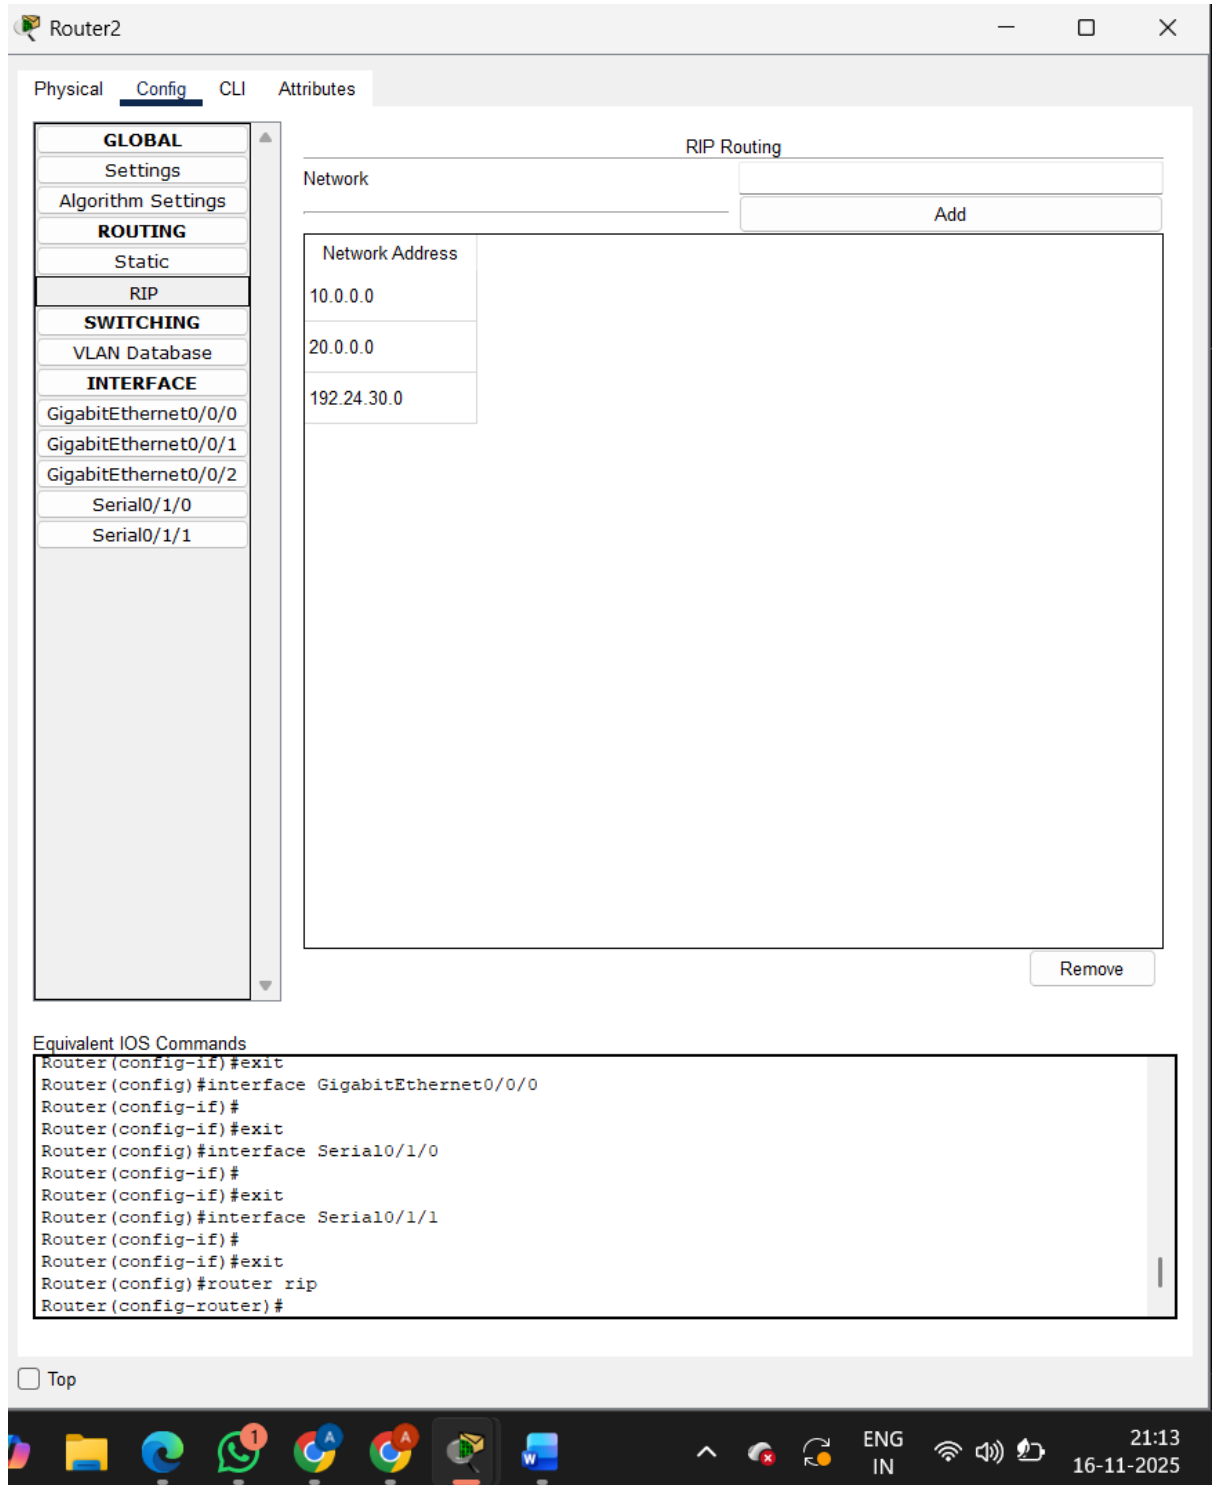 Router2
Physical Config CLI Attributes
GLOBAL
Settings
Algorithm Settings
ROUTING
Static
RIP
SWITCHING
VLAN Database
INTERFACE
GigabitEthernet0/0/0
GigabitEthernet0/0/1
GigabitEthernet0/0/2
Serial0/1/0
Serial0/1/1
RIP Routing
Network
Add
Network Address
10.0.0.0
20.0.0.0
192.24.30.0
Remove
Equivalent IOS Commands
Router(config-if)#exit
Router(config)#interface GigabitEthernet0/0/0
Router(config-if)#
Router(config-if)#exit
Router(config)#interface Serial0/1/0
Router(config-if)#
Router(config-if)#exit
Router(config)#interface Serial0/1/1
Router(config-if)#
Router(config-if)#exit
Router(config)#router rip
Router(config-router)#
Top
1
A
A
W
ENG
IN
21:13
16-11-2025